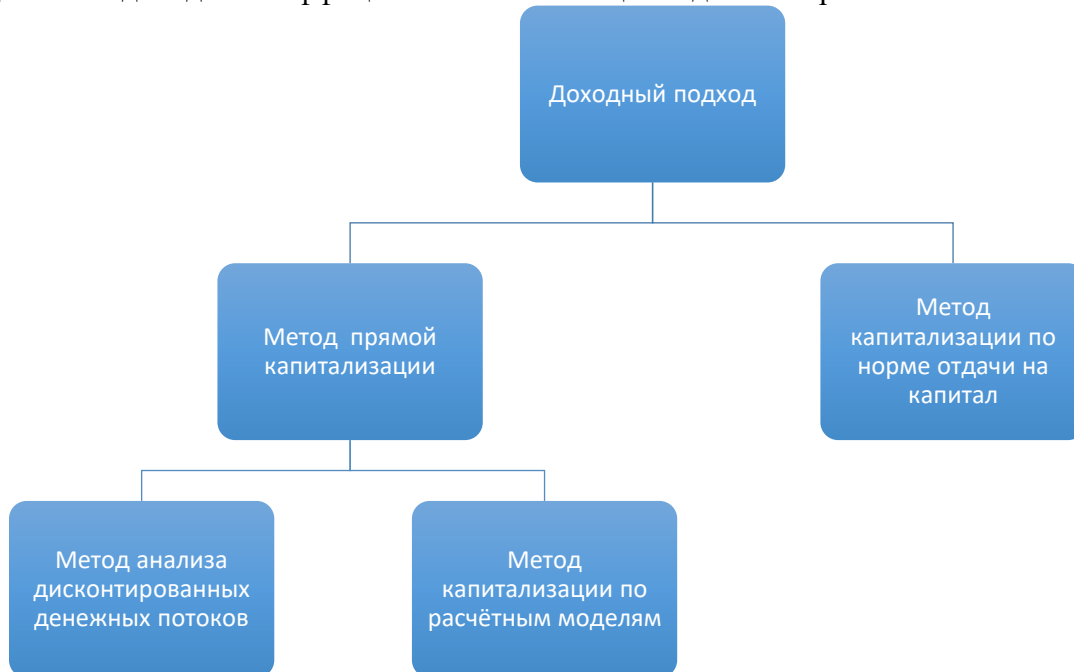 Доходный подход
Метод прямой
капитализации
Метод
капитализации по
норме отдачи на
капитал
Метод анализа
дисконтированных
денежных потоков
Метод
капитализации по
расчётным моделям